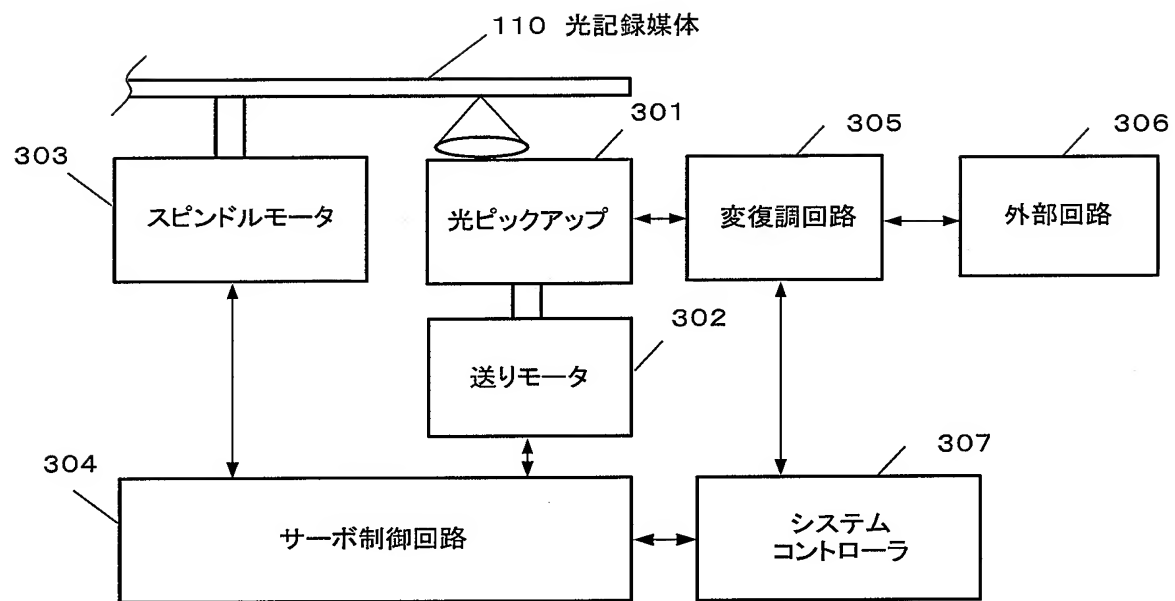 110 光記録媒体
301
305
306
303
スピンドルモータ
光ピックアップ
変復調回路
外部回路
302
送りモータ
304
307
サーボ制御回路
システム
コントローラ